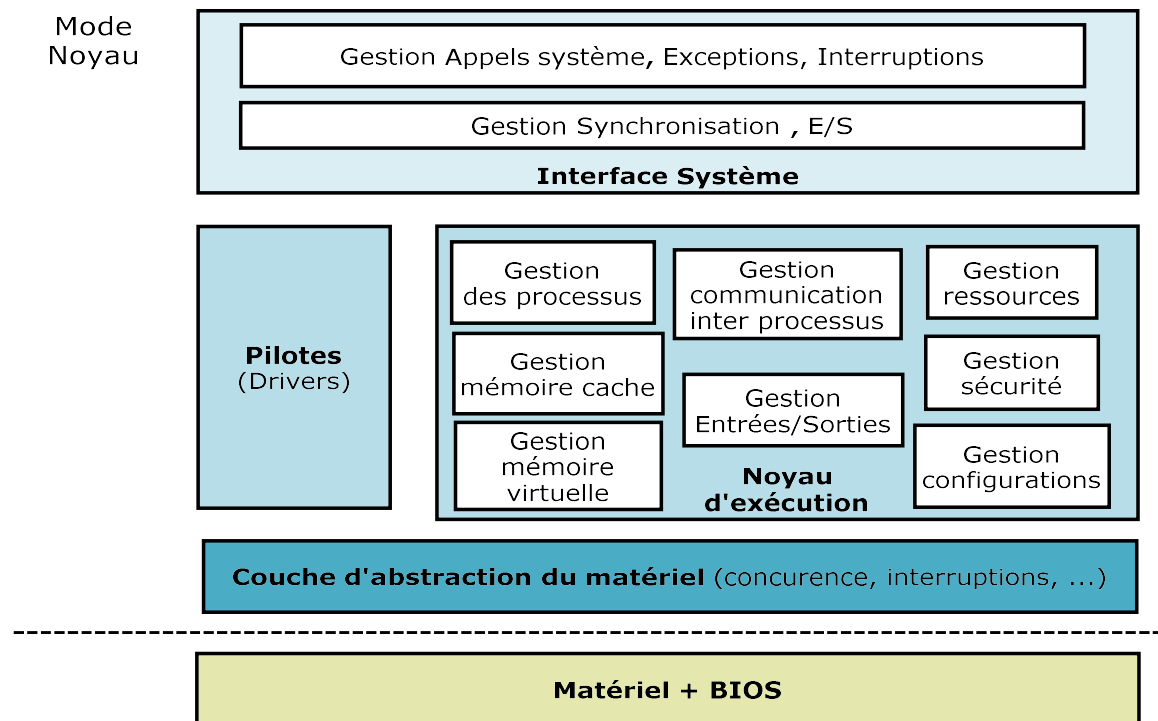 Mode
Noyau
Gestion Appels système, Exceptions, Interruptions
Gestion Synchronisation , E/S
Interface Système
Pilotes
(Drivers)
Gestion
des processus
Gestion
mémoire cache
Gestion
mémoire
virtuelle
Gestion
communication
inter processus
Gestion
Entrées/Sorties
Gestion
ressources
Gestion
sécurité
Gestion
configurations
Noyau
d'exécution
Couche d'abstraction du matériel (concurence, interruptions, ...)
Matériel + BIOS